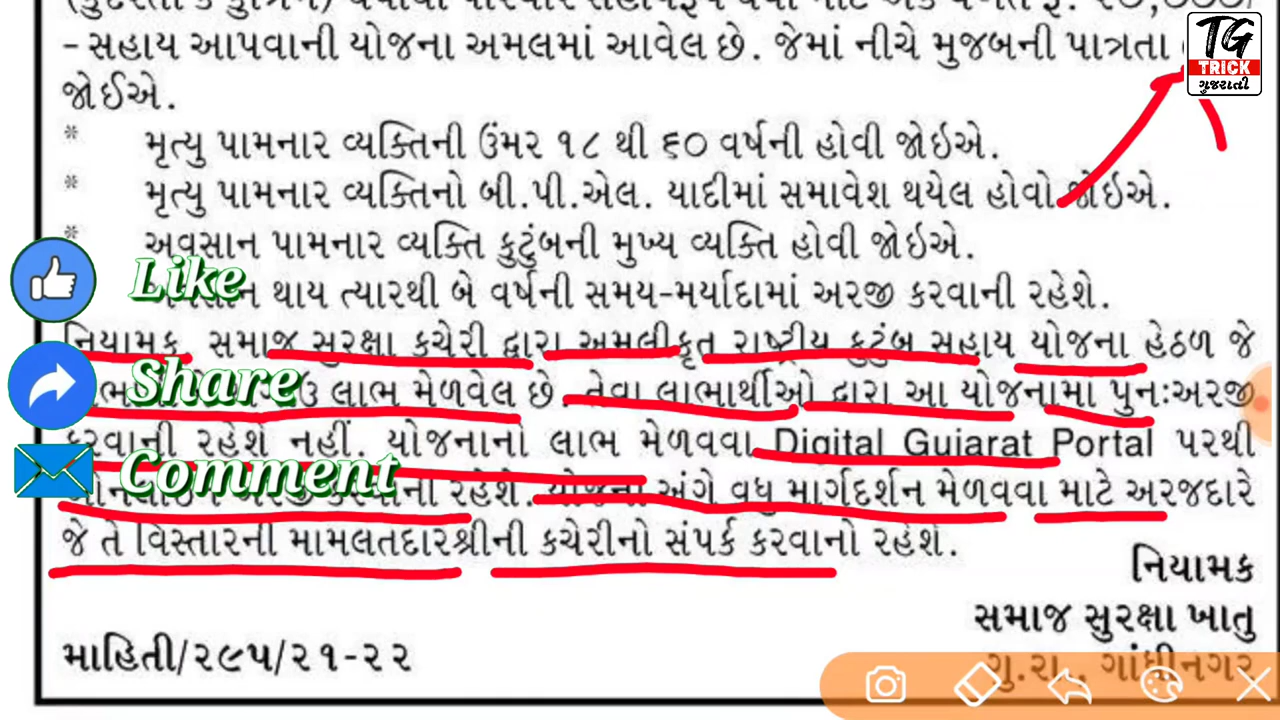 - સહાય આપવાની યોજના અમલમાં આવેલ છે. જેમાં નીચે મુજબની પાત્રતા
TG
TRICK
ગુજરાતી
જોઈએ.
* મૃત્યુ પામનાર વ્યક્તિની ઉંમર ૧૮ થી ૬૦ વર્ષની હોવી જોઇએ.
* મૃત્યુ પામનાર વ્યક્તિનો બી.પી.એલ. યાદીમાં સમાવેશ થયેલ હોવો જોઇએ.
* અવસાન પામનાર વ્યક્તિ કુટુંબની મુખ્ય વ્યક્તિ હોવી જોઈએ.
Like
થાય ત્યારથી બે વર્ષની સમય-મર્યાદામાં અરજી કરવાની રહેશે.
નિયામક, સમાજ સુરક્ષા કચેરી દ્વારા અમલીકૃત રાષ્ટ્રીય કુટુંબ સહાય યોજના હેઠળ જે
Share
લાભ મેળવેલ છે. તેવા લાભાર્થીઓ દ્વારા આ યોજનામાં પુનઃઅરજી
કરવાની રહેશે નહીં. યોજનાનો લાભ મેળવવા Digital Gujarat Portal પરથી
Comment
રહેશે. યોજના અંગે વધુ માર્ગદર્શન મેળવવા માટે અરજદારે
જે તે વિસ્તારની મામલતદારશ્રીની કચેરીનો સંપર્ક કરવાનો રહેશે.
નિયામક
સમાજ સુરક્ષા ખાતુ
ગુ.રા., ગાંધીનગર
માહિતી/૨૯૫/૨૧-૨૨